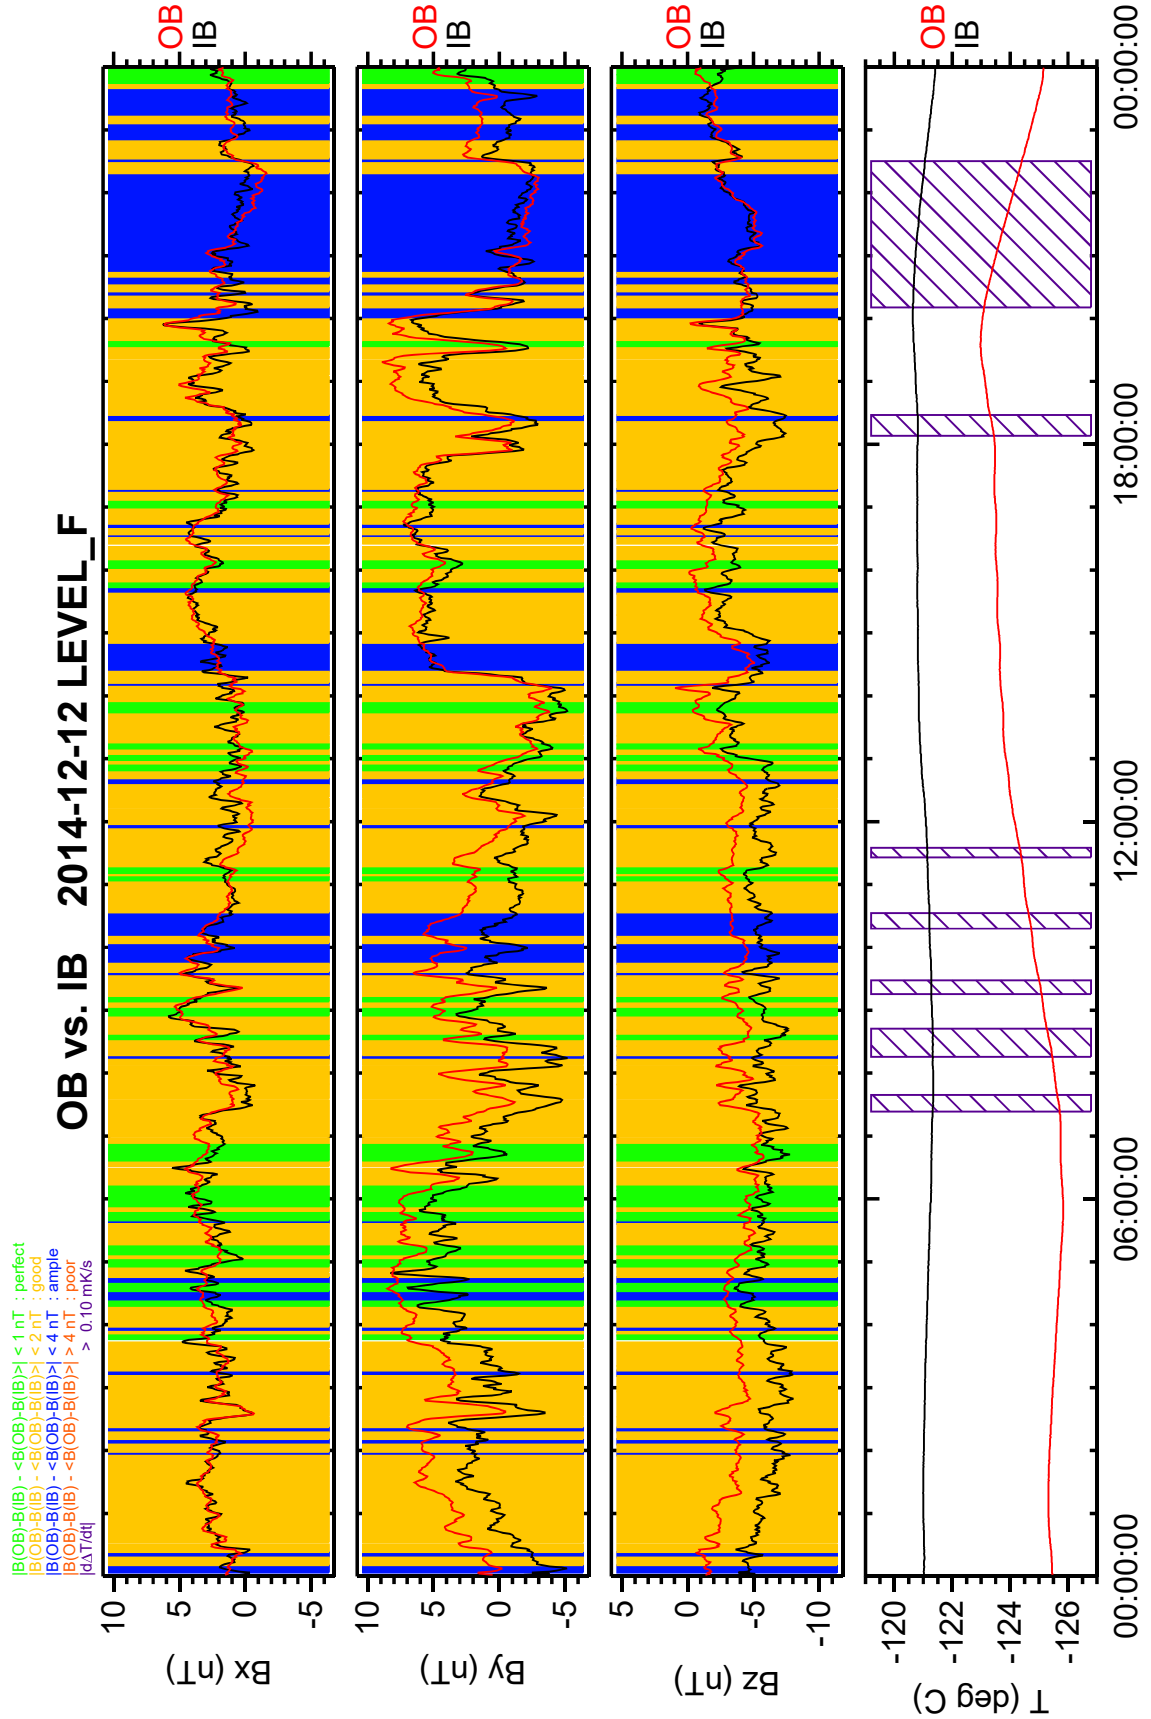 OB vs. IB 2014-12-12 LEVEL_F
|B(OB)-B(IB) - <B(OB)-B(IB)>| < 1 nT : perfect
|B(OB)-B(IB) - <B(OB)-B(IB)>| < 2 nT : good
|B(OB)-B(IB) - <B(OB)-B(IB)>| < 4 nT : ample
|B(OB)-B(IB) - <B(OB)-B(IB)>| > 4 nT : poor
|dΔT/dt| > 0.10 mK/s
Bx (nT)
10
5
0
-5
OB
IB
By (nT)
10
5
0
-5
OB
IB
Bz (nT)
5
0
-5
-10
OB
IB
T (deg C)
-120
-122
-124
-126
OB
IB
00:00:00 06:00:00 12:00:00 18:00:00 00:00:00